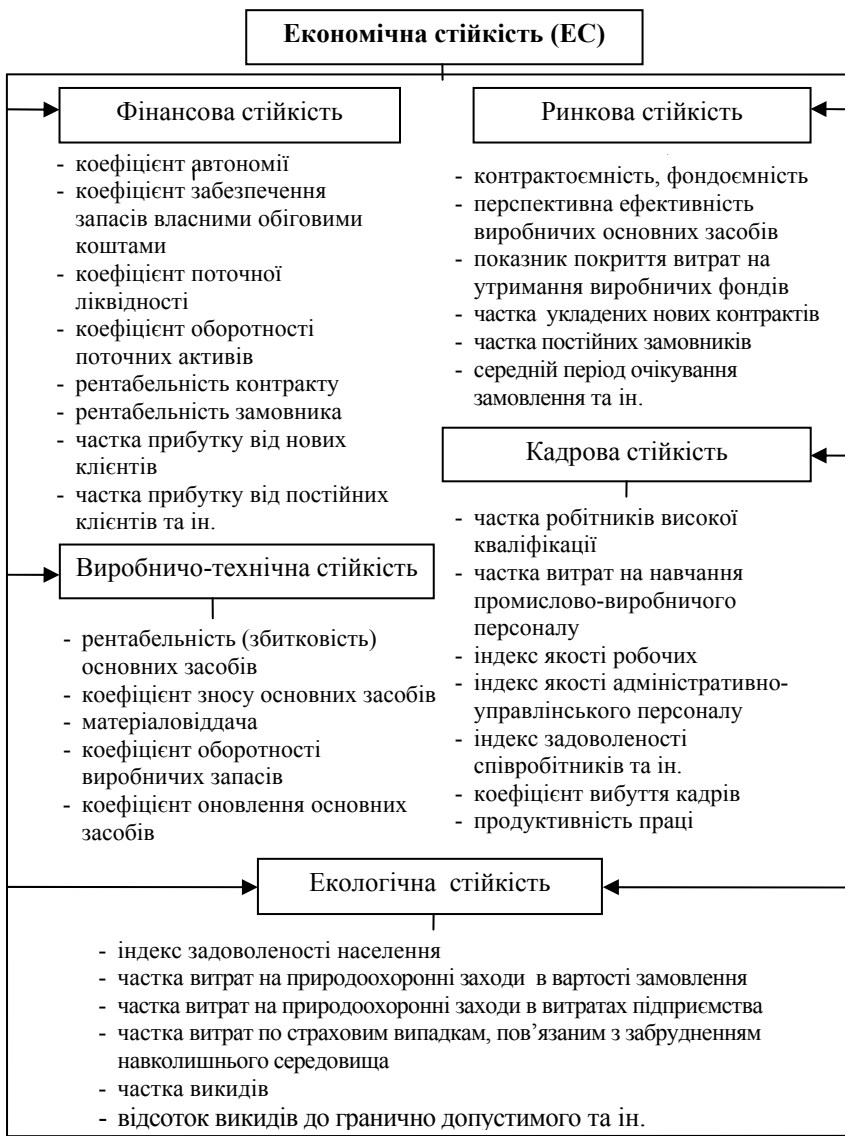 Економічна стійкість (ЕС)
Фінансова стійкість
- коефіцієнт автономії
- коефіцієнт забезпечення
запасів власними обіговими
коштами
- коефіцієнт поточної
ліквідності
- коефіцієнт оборотності
поточних активів
- рентабельність контракту
- рентабельність замовника
- частка прибутку від нових
клієнтів
- частка прибутку від постійних
клієнтів та ін.
Виробничо-технічна стійкість
- рентабельність (збитковість)
основних засобів
- коефіцієнт зносу основних засобів
- матеріаловіддача
- коефіцієнт оборотності
виробничих запасів
- коефіцієнт оновлення основних
засобів
Ринкова стійкість
- контрактоємність, фондоємність
- перспективна ефективність
виробничих основних засобів
- показник покриття витрат на
утримання виробничих фондів
- частка укладених нових контрактів
- частка постійних замовників
- середній період очікування
замовлення та ін.
Кадрова стійкість
- частка робітників високої
кваліфікації
- частка витрат на навчання
промислово-виробничого
персоналу
- індекс якості робочих
- індекс якості адміністративно-
управлінського персоналу
- індекс задоволеності
співробітників та ін.
- коефіцієнт вибуття кадрів
- продуктивність праці
Екологічна стійкість
- індекс задоволеності населення
- частка витрат на природоохоронні заходи в вартості замовлення
- частка витрат на природоохоронні заходи в витратах підприємства
- частка витрат по страховим випадкам, пов’язаним з забрудненням
навколишнього середовища
- частка викидів
- відсоток викидів до гранично допустимого та ін.